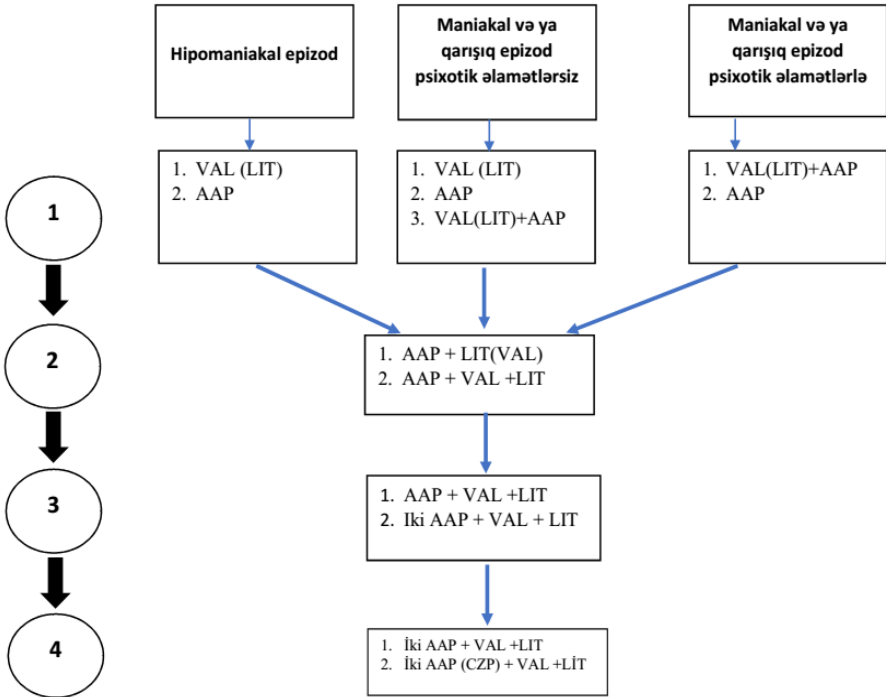 Hipomaniakal epizod
Maniakal və ya
qarışıq epizod
psixotik əlamətlərsiz
Maniakal və ya
qarışıq epizod
psixotik əlamətlərlə
1
1. VAL (LIT)
2. AAP
1. VAL (LIT)
2. AAP
3. VAL(LIT)+AAP
1. VAL(LIT)+AAP
2. AAP
2
1. AAP + LIT(VAL)
2. AAP + VAL +LIT
3
1. AAP + VAL +LIT
2. Iki AAP + VAL + LIT
4
1. İki AAP + VAL +LIT
2. İki AAP (CZP) + VAL +LİT